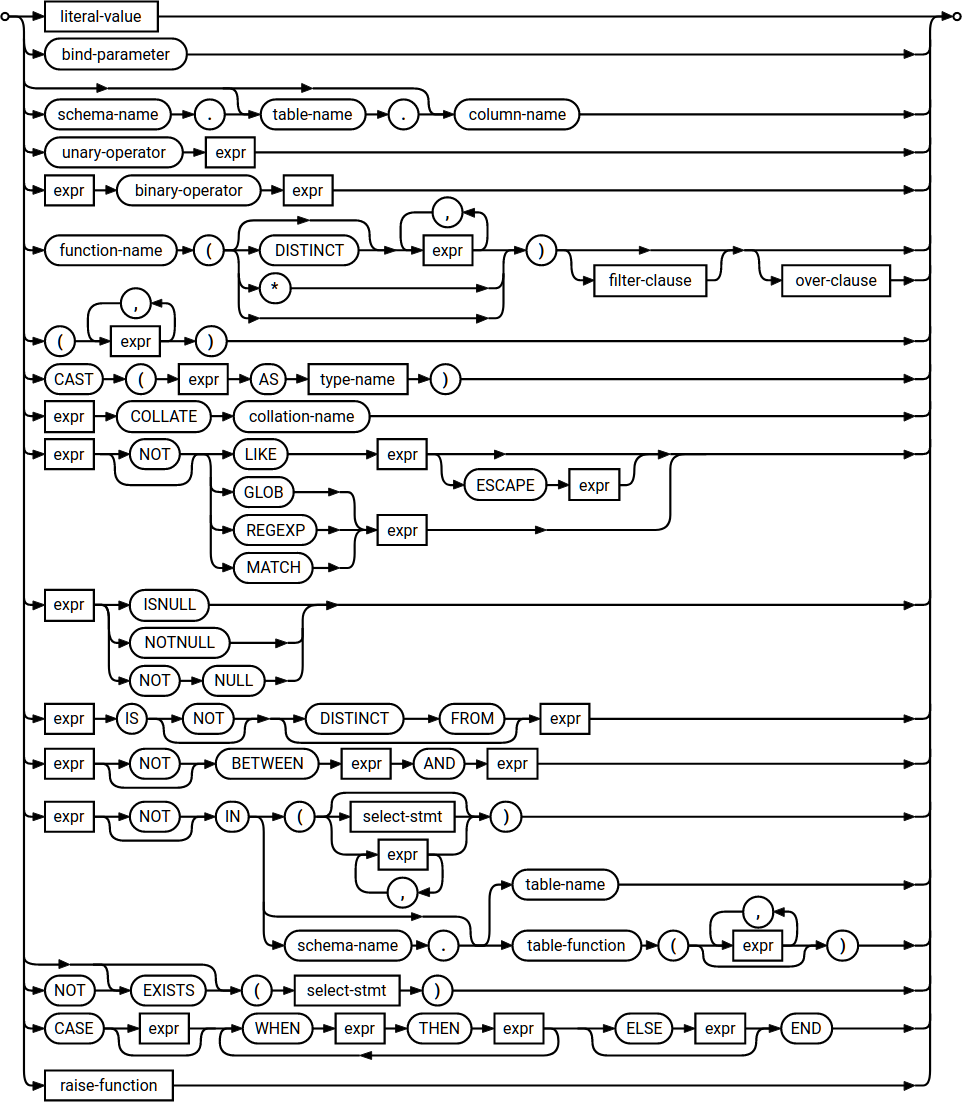 literal-value
bind-parameter
schema-name . table-name . column-name
unary-operator expr
expr binary-operator expr
,
function-name ( DISTINCT expr )
* filter-clause over-clause
,
( expr )
CAST ( expr AS type-name )
expr COLLATE collation-name
expr NOT LIKE expr
ESCAPE expr
GLOB
REGEXP expr
MATCH
expr ISNULL
NOTNULL
NOT NULL
expr IS NOT DISTINCT FROM expr
expr NOT BETWEEN expr AND expr
expr NOT IN ( select-stmt )
expr
,
table-name
,
schema-name . table-function ( expr )
NOT EXISTS ( select-stmt )
CASE expr WHEN expr THEN expr ELSE expr END
raise-function